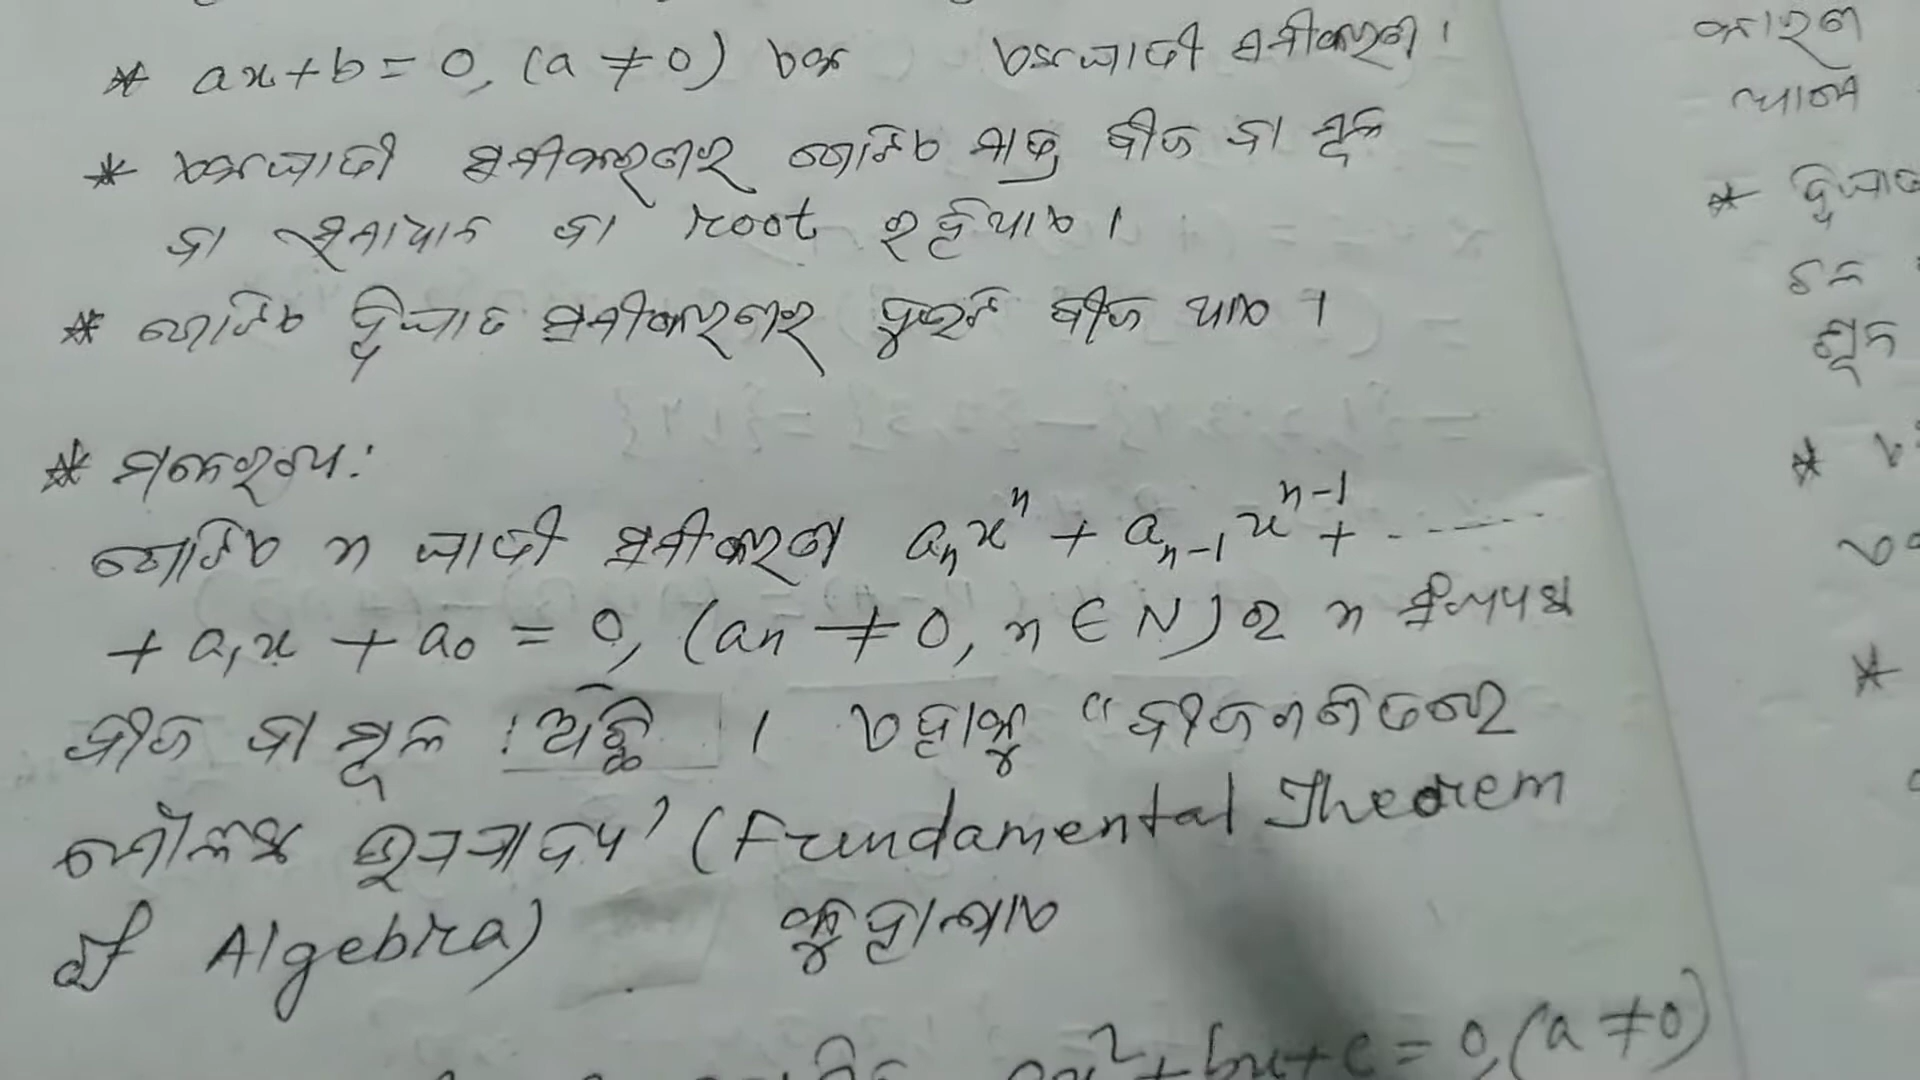 * ax+b=0, (a ≠ 0) ଏକ ଏକଘାତୀ ସମୀକରଣ ।
* ଏକଘାତୀ ସମୀକରଣର ଗୋଟିଏ ମାତ୍ର ବୀଜ ବା ମୂଳ
ବା ସମାଧାନ ବା root ରହିଥାଏ ।
* ଗୋଟିଏ ଦ୍ୱିଘାତ ସମୀକରଣର ଦୁଇଟି ବୀଜ ଥାଏ ।
* ମନେରଖ:
ଗୋଟିଏ n ଘାତୀ ସମୀକରଣ aₙxⁿ + aₙ₋₁xⁿ⁻¹ + ........
+ a₁x + a₀ = 0, (an ≠ 0, n ∈ N) ର n ସଂଖ୍ୟକ
ବୀଜ ବା ମୂଳ ଅଛି । ଏହାକୁ "ବୀଜଗଣିତରେ
ମୌଳିକ ଉପପାଦ୍ୟ' (Frundamental Theorem
of Algebra) କୁହାଯାଏ
ax²+bx+c = 0, (a ≠ 0)
କାରଣ
* ଦ୍ୱିଘାତ
ମୂଳ
*
*